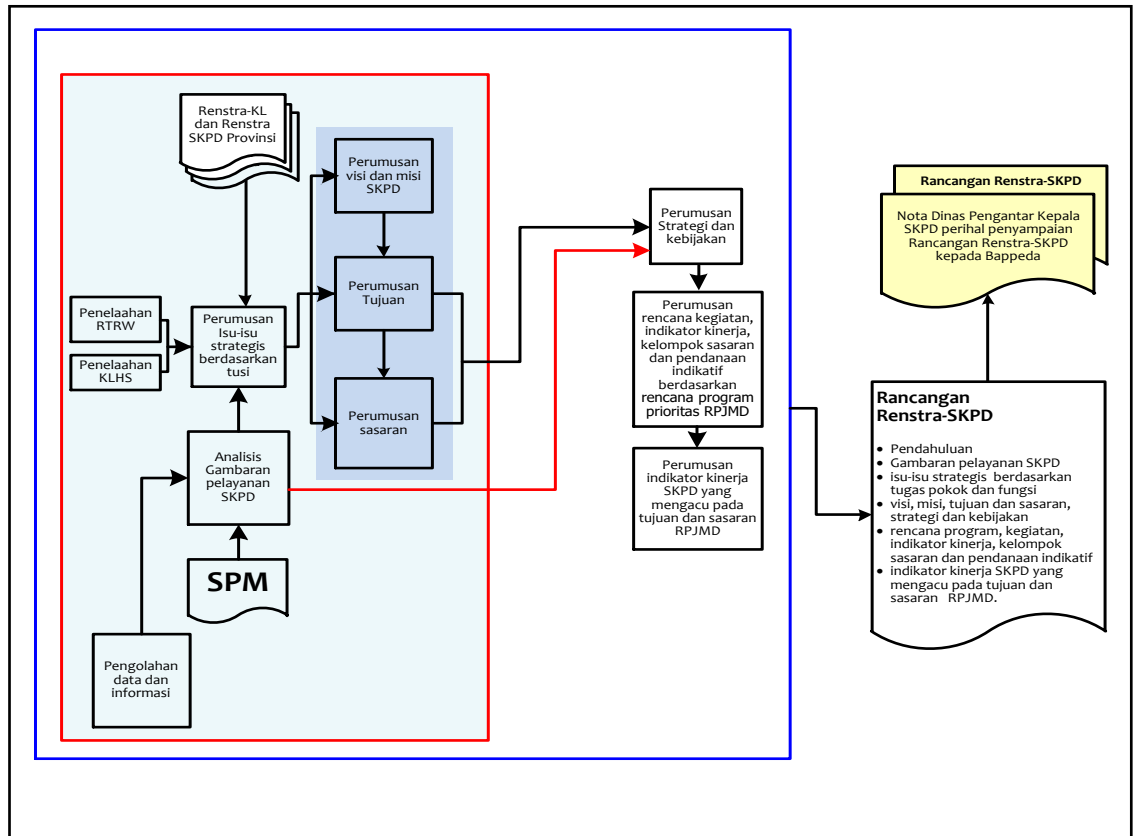 Renstra-KL
dan Renstra
SKPD Provinsi
Perumusan
visi dan misi
SKPD
Perumusan
Tujuan
Perumusan
sasaran
Penelaahan
RTRW
Penelaahan
KLHS
Perumusan
Isu-isu
strategis
berdasarkan
tusi
Analisis
Gambaran
pelayanan
SKPD
SPM
Pengolahan
data dan
informasi
Perumusan
Strategi dan
kebijakan
Perumusan
rencana kegiatan,
indikator kinerja,
kelompok sasaran
dan pendanaan
indikatif
berdasarkan
rencana program
prioritas RPJMD
Perumusan
indikator kinerja
SKPD yang
mengacu pada
tujuan dan sasaran
RPJMD
Rancangan Renstra-SKPD
Nota Dinas Pengantar Kepala
SKPD perihal penyampaian
Rancangan Renstra-SKPD
kepada Bappeda
Rancangan
Renstra-SKPD
• Pendahuluan
• Gambaran pelayanan SKPD
• isu-isu strategis berdasarkan
tugas pokok dan fungsi
• visi, misi, tujuan dan sasaran,
strategi dan kebijakan
• rencana program, kegiatan,
indikator kinerja, kelompok
sasaran dan pendanaan indikatif
• indikator kinerja SKPD yang
mengacu pada tujuan dan
sasaran RPJMD.